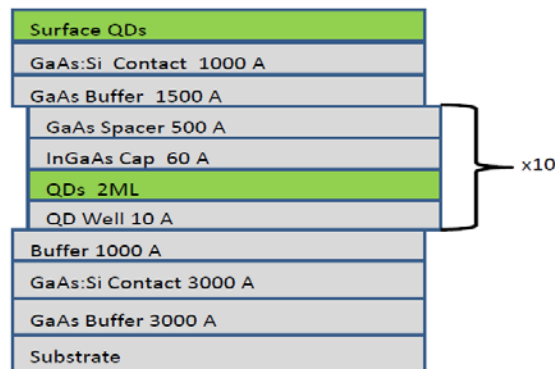 Surface QDs
GaAs:Si Contact 1000 A
GaAs Buffer 1500 A
GaAs Spacer 500 A
InGaAs Cap 60 A
x10
QDs 2ML
QD Well 10 A
Buffer 1000 A
GaAs:Si Contact 3000 A
GaAs Buffer 3000 A
Substrate